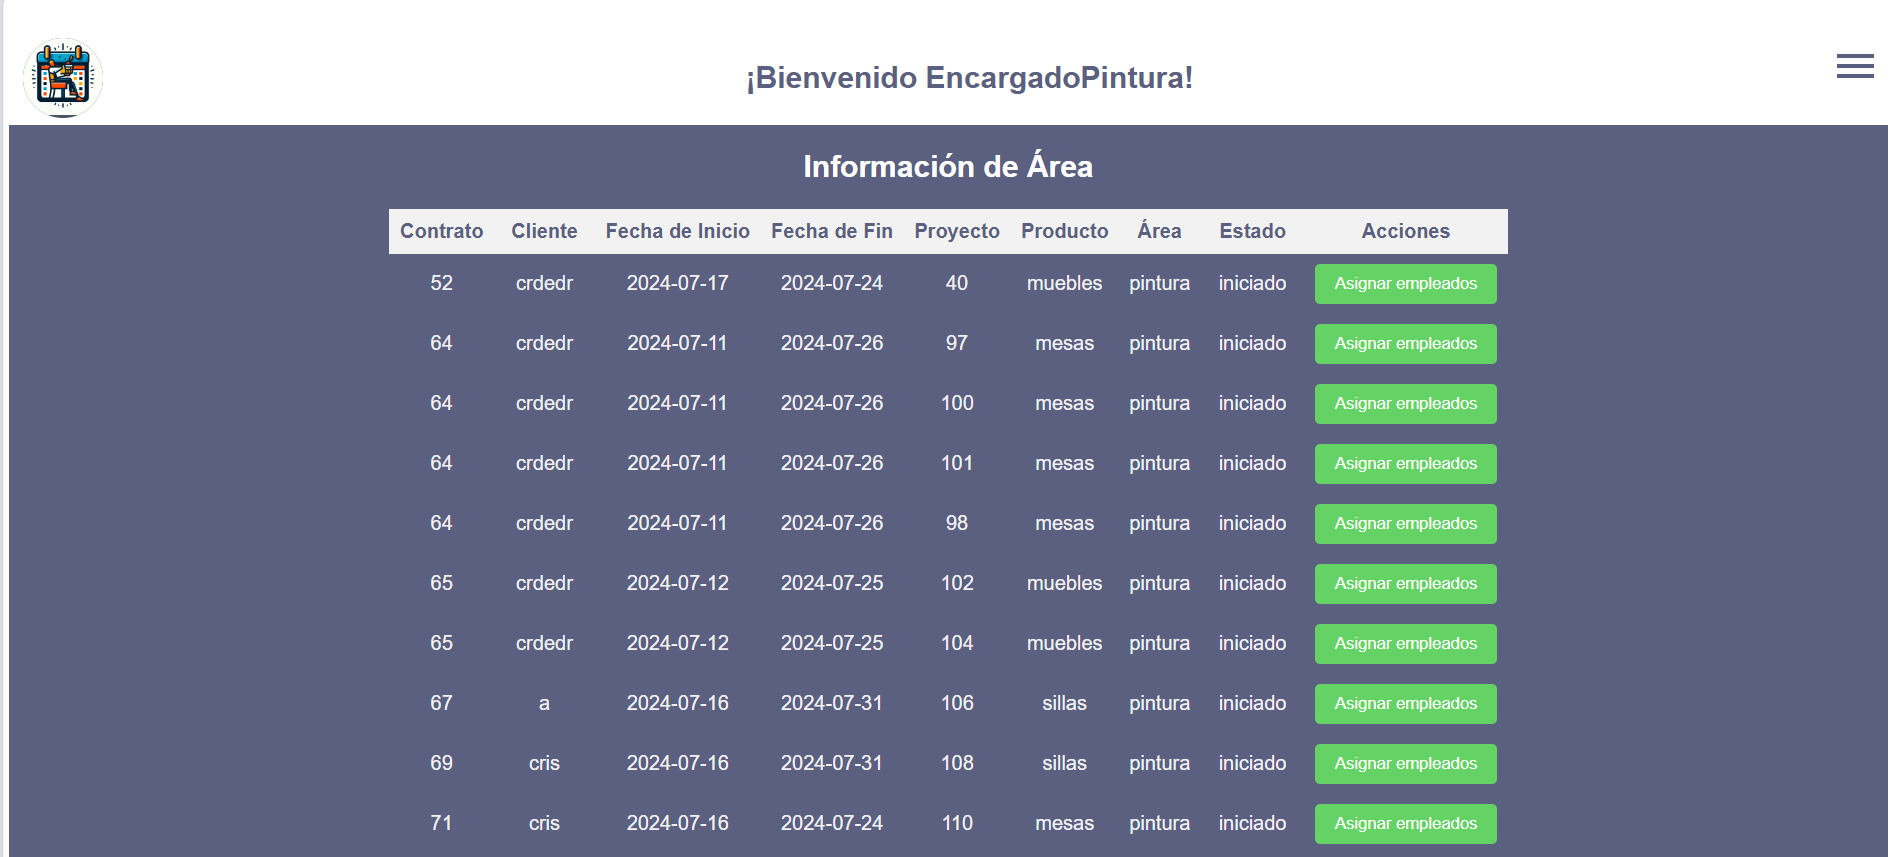 ¡Bienvenido EncargadoPintura!
Información de Área
Contrato Cliente Fecha de Inicio Fecha de Fin Proyecto Producto Área Estado Acciones
52 crdedr 2024-07-17 2024-07-24 40 muebles pintura iniciado Asignar empleados
64 crdedr 2024-07-11 2024-07-26 97 mesas pintura iniciado Asignar empleados
64 crdedr 2024-07-11 2024-07-26 100 mesas pintura iniciado Asignar empleados
64 crdedr 2024-07-11 2024-07-26 101 mesas pintura iniciado Asignar empleados
64 crdedr 2024-07-11 2024-07-26 98 mesas pintura iniciado Asignar empleados
65 crdedr 2024-07-12 2024-07-25 102 muebles pintura iniciado Asignar empleados
65 crdedr 2024-07-12 2024-07-25 104 muebles pintura iniciado Asignar empleados
67 a 2024-07-16 2024-07-31 106 sillas pintura iniciado Asignar empleados
69 cris 2024-07-16 2024-07-31 108 sillas pintura iniciado Asignar empleados
71 cris 2024-07-16 2024-07-24 110 mesas pintura iniciado Asignar empleados